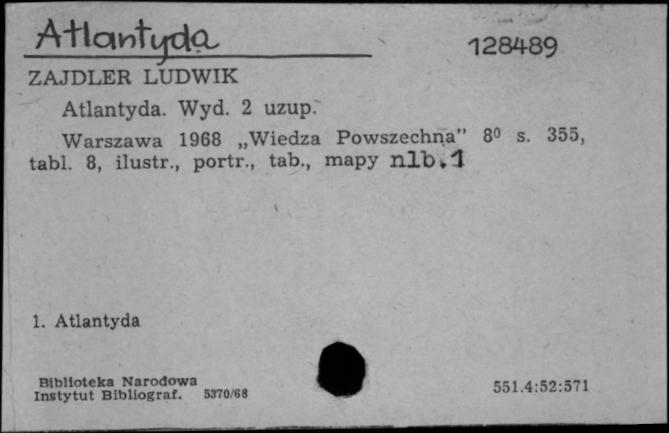 Atlantyda
128489
ZAJDLER LUDWIK
Atlantyda. Wyd. 2 uzup.
Warszawa 1968 „Wiedza Powszechna” 8⁰ s. 355,
tabl. 8, ilustr., portr., tab., mapy nlb.1
1. Atlantyda
Biblioteka Narodowa
Instytut Bibliograf. 5370/68
551.4:52:571